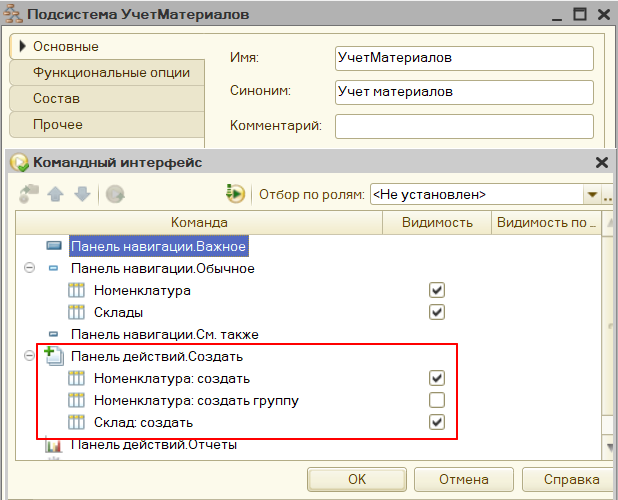 Подсистема УчетМатериалов
Основные
Функциональные опции
Состав
Прочее
Имя: УчетМатериалов
Синоним: Учет материалов
Комментарий:
Командный интерфейс
Отбор по ролям: <Не установлен>
Команда Видимость Видимость по ...
Панель навигации.Важное
Панель навигации.Обычное
Номенклатура
Склады
Панель навигации.См. также
Панель действий.Создать
Номенклатура: создать
Номенклатура: создать группу
Склад: создать
Панель действий.Отчеты
OK Отмена Справка